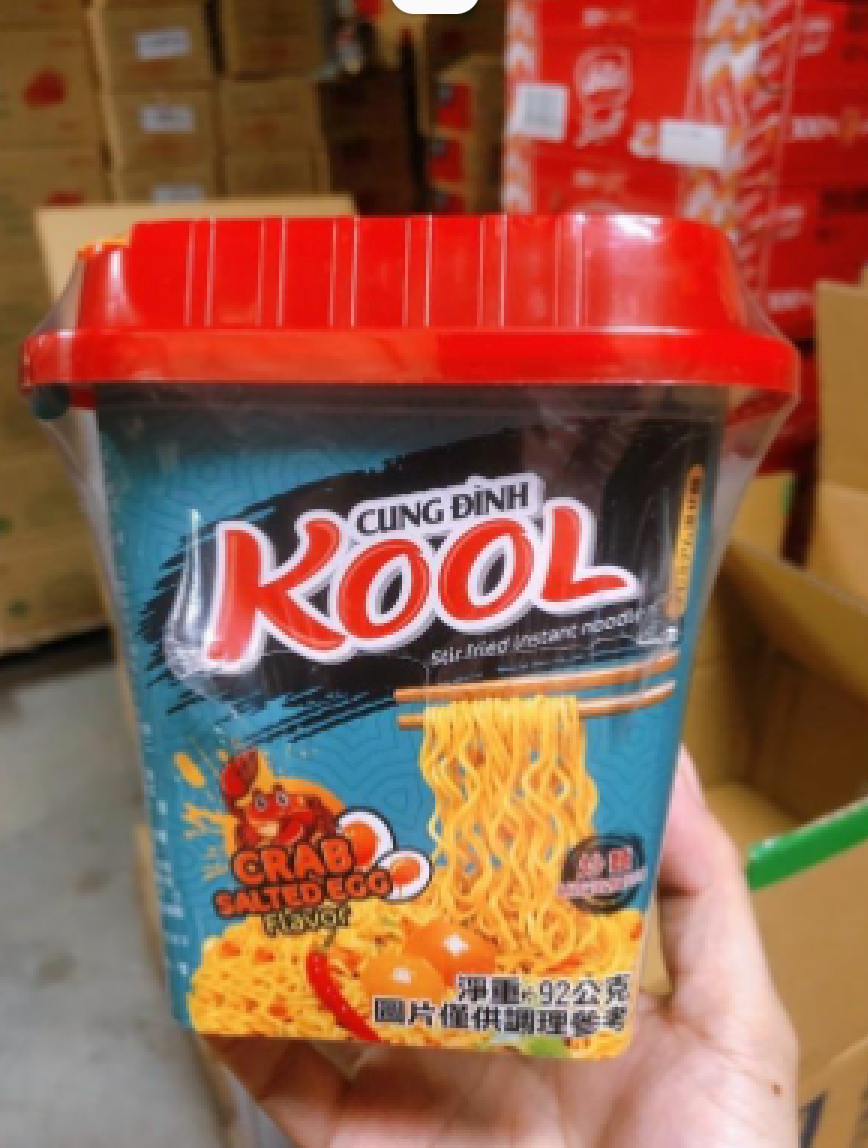 CUNG ĐÌNH
KOOL
Stir fried instant noodles
CRAB
SALTED EGG
Flavor
淨重:92公克
圖片僅供調理參考